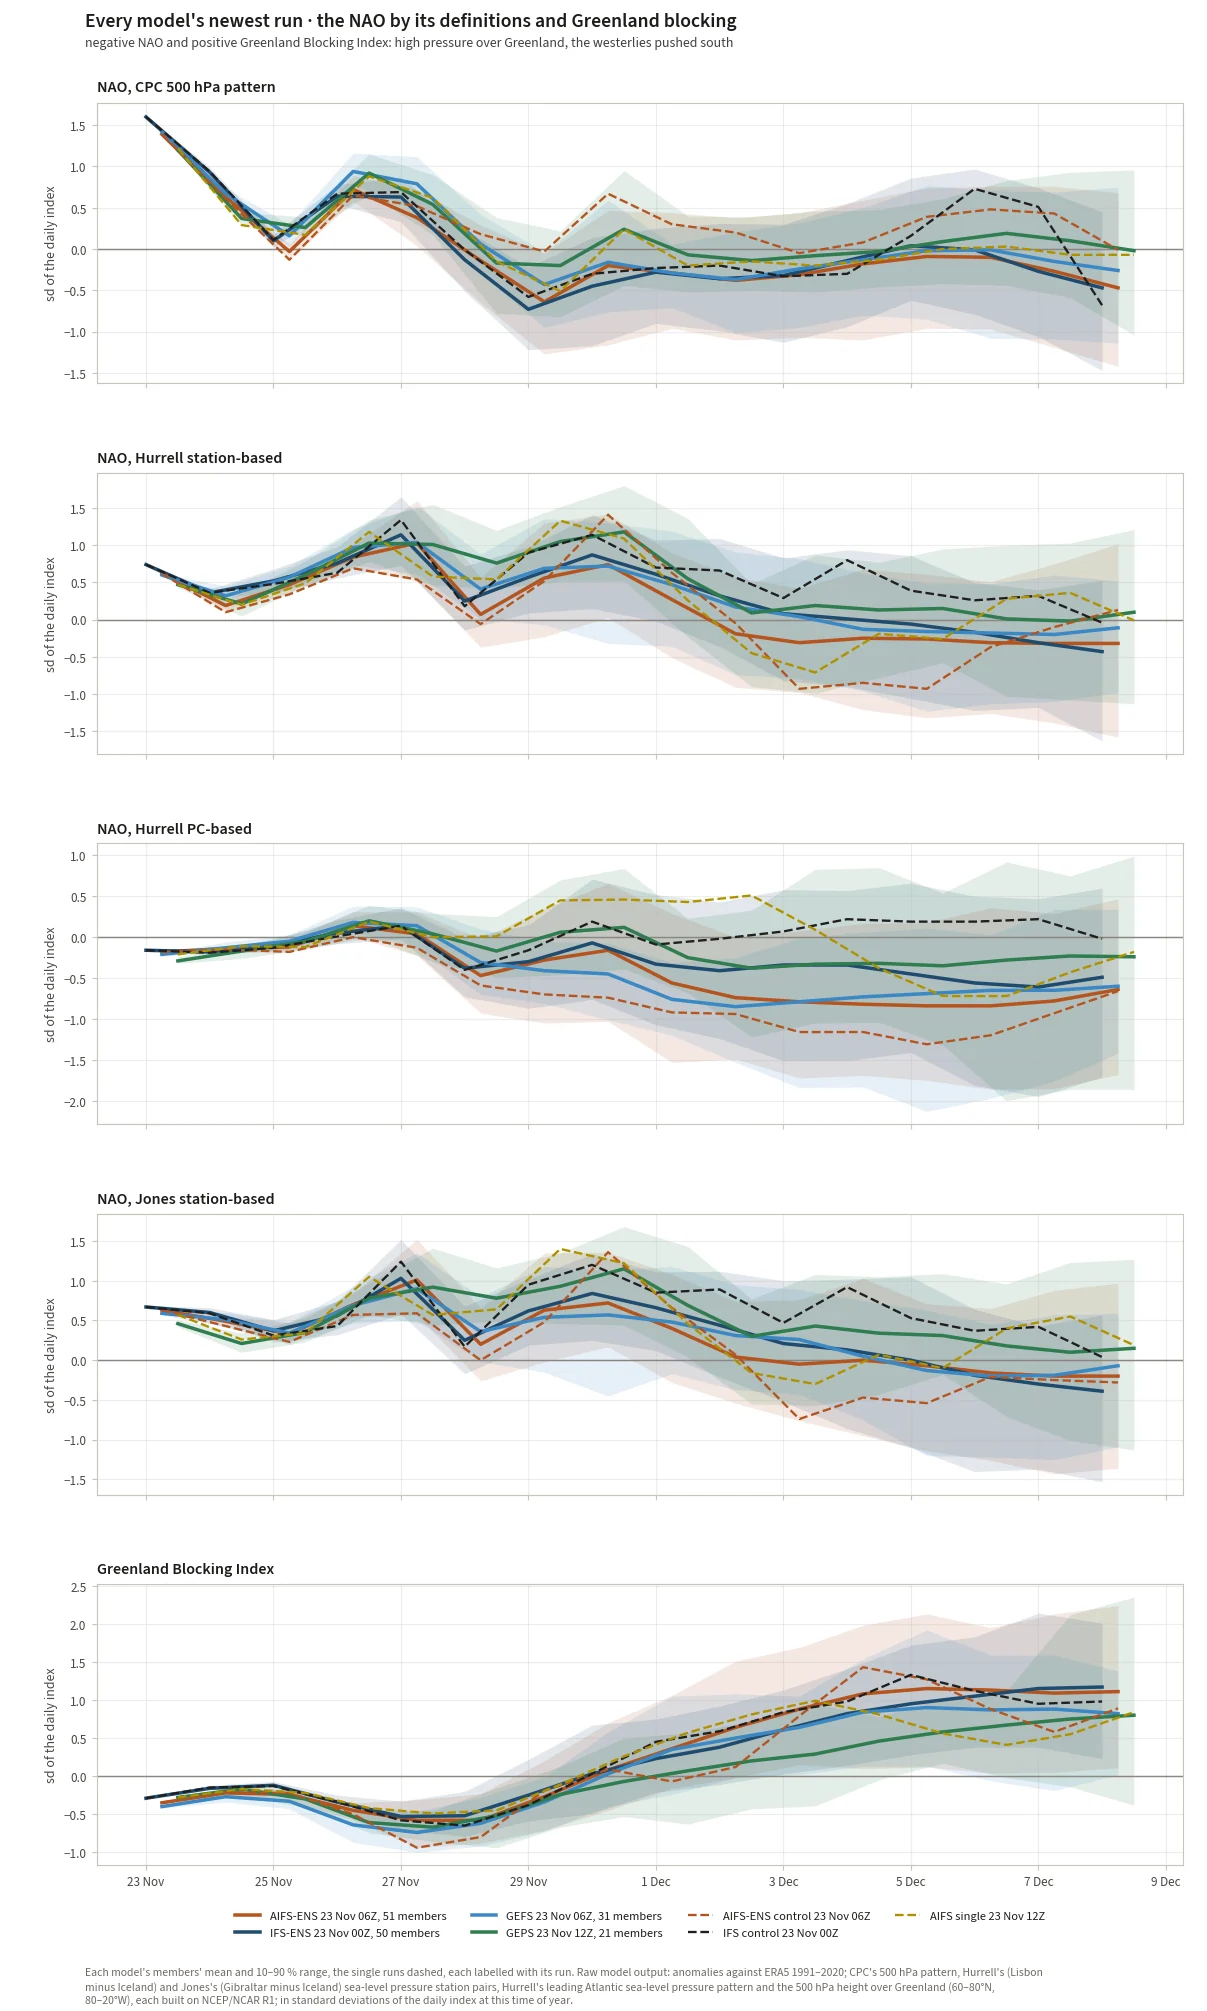 Every model's newest run · the NAO by its definitions and Greenland blocking
negative NAO and positive Greenland Blocking Index: high pressure over Greenland, the westerlies pushed south
NAO, CPC 500 hPa pattern
sd of the daily index
1.5
1.0
0.5
0.0
−0.5
−1.0
−1.5
NAO, Hurrell station-based
sd of the daily index
1.5
1.0
0.5
0.0
−0.5
−1.0
−1.5
NAO, Hurrell PC-based
sd of the daily index
1.0
0.5
0.0
−0.5
−1.0
−1.5
−2.0
NAO, Jones station-based
sd of the daily index
1.5
1.0
0.5
0.0
−0.5
−1.0
−1.5
Greenland Blocking Index
sd of the daily index
2.5
2.0
1.5
1.0
0.5
0.0
−0.5
−1.0
23 Nov 25 Nov 27 Nov 29 Nov 1 Dec 3 Dec 5 Dec 7 Dec 9 Dec
AIFS-ENS 23 Nov 06Z, 51 members GEFS 23 Nov 06Z, 31 members AIFS-ENS control 23 Nov 06Z AIFS single 23 Nov 12Z
IFS-ENS 23 Nov 00Z, 50 members GEPS 23 Nov 12Z, 21 members IFS control 23 Nov 00Z
Each model's members' mean and 10–90 % range, the single runs dashed, each labelled with its run. Raw model output: anomalies against ERA5 1991–2020; CPC's 500 hPa pattern, Hurrell's (Lisbon
minus Iceland) and Jones's (Gibraltar minus Iceland) sea-level pressure station pairs, Hurrell's leading Atlantic sea-level pressure pattern and the 500 hPa height over Greenland (60–80°N,
80–20°W), each built on NCEP/NCAR R1; in standard deviations of the daily index at this time of year.